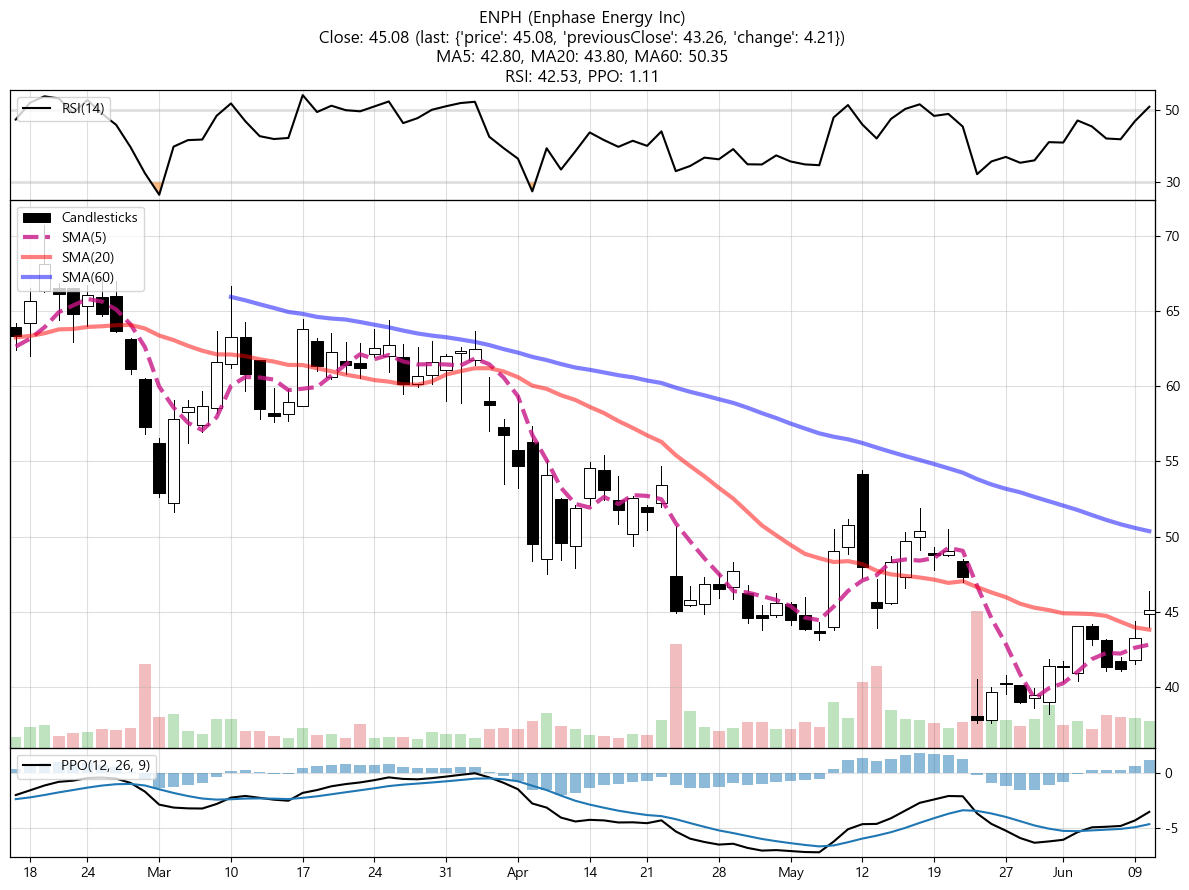 ENPH (Enphase Energy Inc)
Close: 45.08 (last: {'price': 45.08, 'previousClose': 43.26, 'change': 4.21})
MA5: 42.80, MA20: 43.80, MA60: 50.35
RSI: 42.53, PPO: 1.11
RSI(14)
50
30
Candlesticks
SMA(5)
SMA(20)
SMA(60)
70
65
60
55
50
45
40
PPO(12, 26, 9)
0
-5
18 24 Mar 10 17 24 31 Apr 14 21 28 May 12 19 27 Jun 09